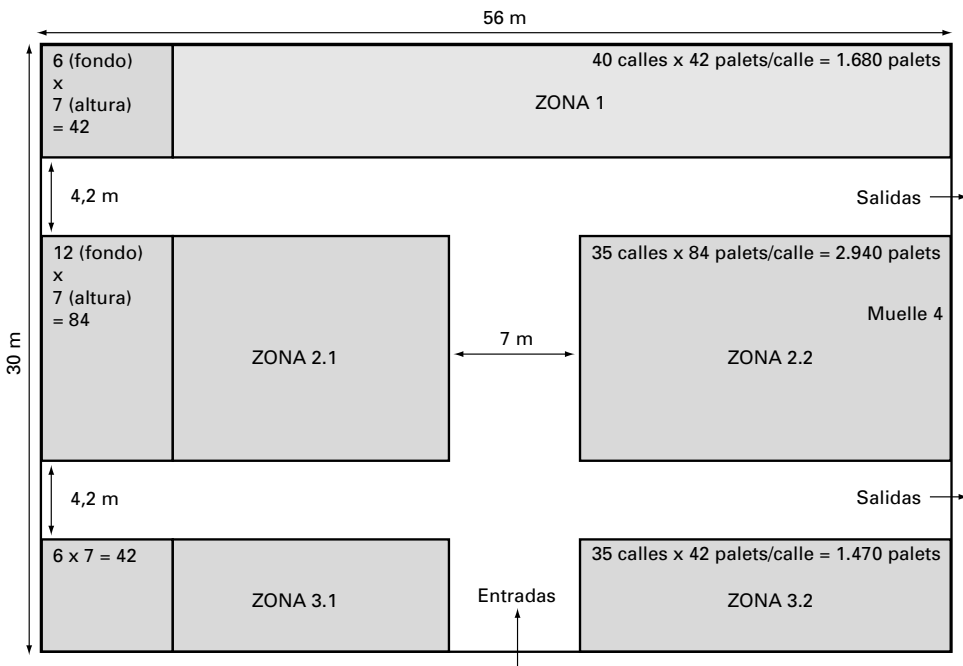 56 m
6 (fondo)
x
7 (altura)
= 42
40 calles x 42 palets/calle = 1.680 palets
ZONA 1
4,2 m
Salidas
12 (fondo)
x
7 (altura)
= 84
35 calles x 84 palets/calle = 2.940 palets
Muelle 4
30 m
7 m
ZONA 2.1
ZONA 2.2
4,2 m
Salidas
6 x 7 = 42
35 calles x 42 palets/calle = 1.470 palets
ZONA 3.1
Entradas
ZONA 3.2